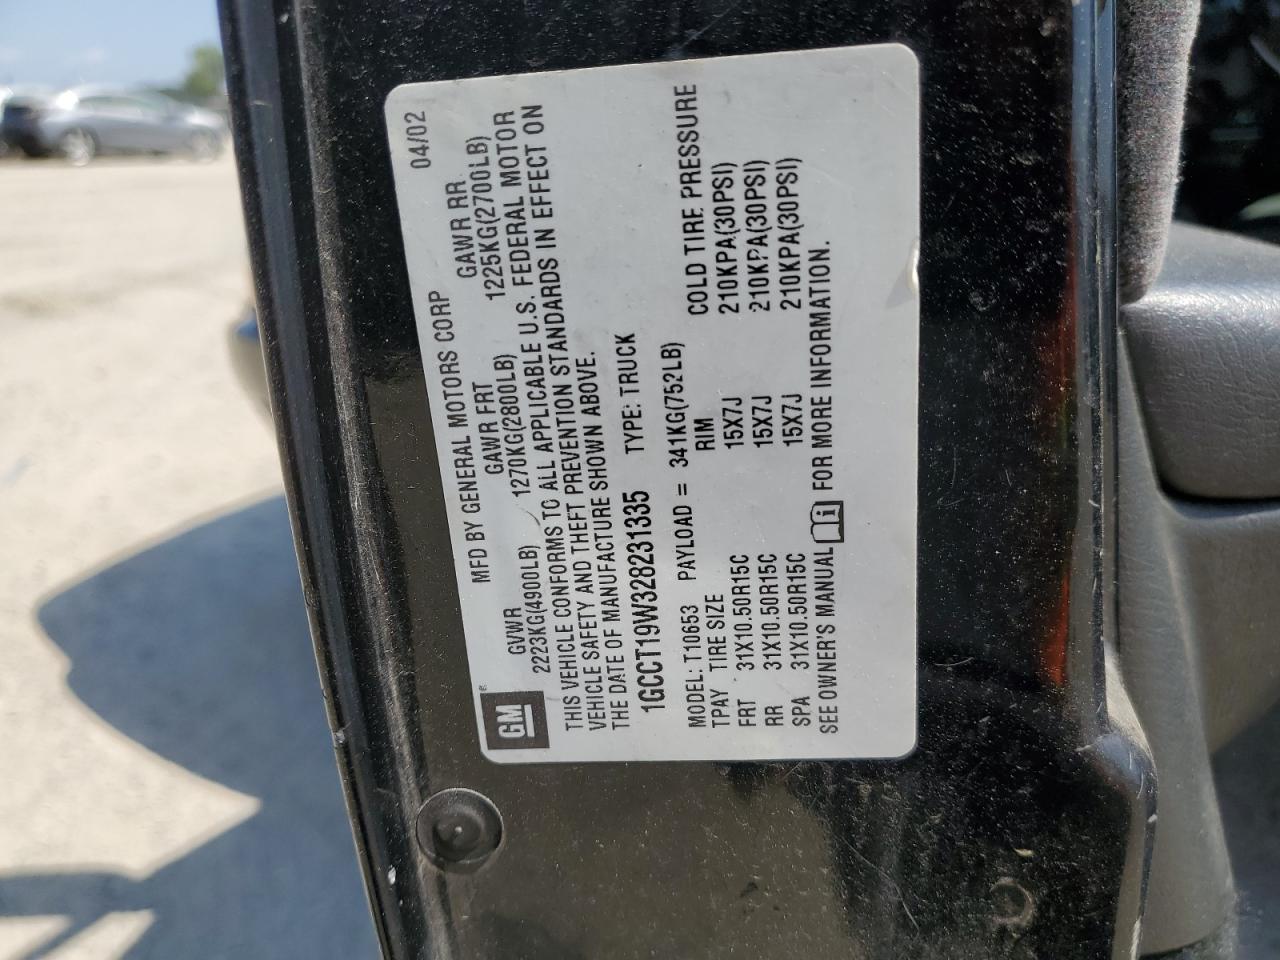 MFD BY GENERAL MOTORS CORP 04/02
GVWR GAWR FRT GAWR RR
2223KG(4900LB) 1270KG(2800LB) 1225KG(2700LB)
THIS VEHICLE CONFORMS TO ALL APPLICABLE U.S. FEDERAL MOTOR
VEHICLE SAFETY AND THEFT PREVENTION STANDARDS IN EFFECT ON
THE DATE OF MANUFACTURE SHOWN ABOVE.
GM
1GCCT19W328231335 TYPE: TRUCK
MODEL: T10653 PAYLOAD = 341KG(752LB)
TPAY TIRE SIZE RIM COLD TIRE PRESSURE
FRT 31X10.50R15C 15X7J 210KPA(30PSI)
RR 31X10.50R15C 15X7J 210KPA(30PSI)
SPA 31X10.50R15C 15X7J 210KPA(30PSI)
SEE OWNER'S MANUAL FOR MORE INFORMATION.